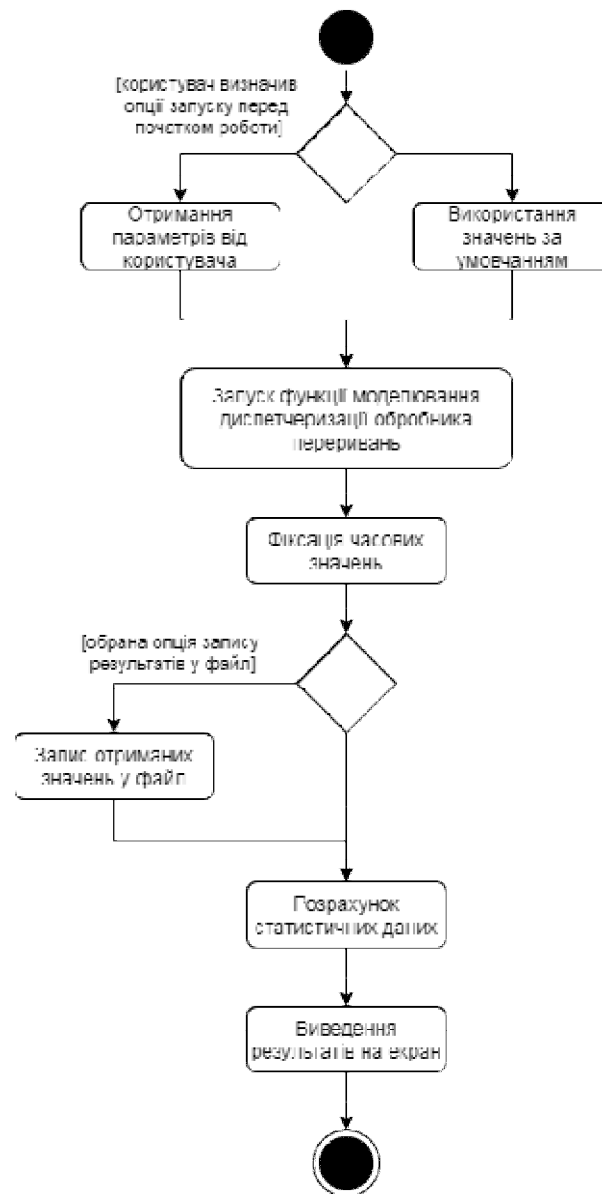 [користувач визначив
опції запуску перед
початком роботи]
Отримання
параметрів від
користувача
Використання
значень за
умовчанням
Запуск функції моделювання
диспетчеризації обробника
переривань
Фіксація часових
значень
[обрана опція запису
результатів у файл]
Запис отриманих
значень у файл
Розрахунок
статистичних даних
Виведення
результатів на екран